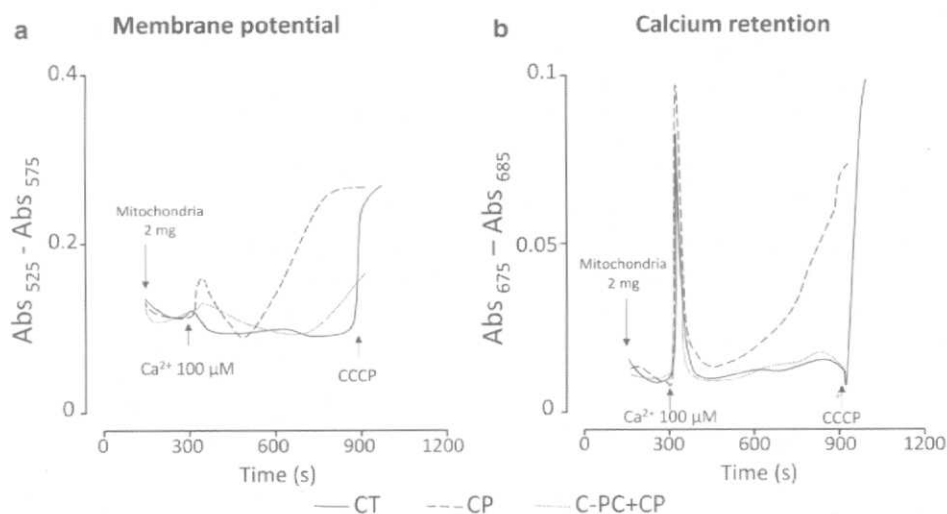 a Membrane potential
b Calcium retention
0.4
0.2
0
Abs 525 - Abs 575
Mitochondria
2 mg
Ca2+ 100 µM
CCCP
0 300 600 900 1200
Time (s)
0.1
0.05
0
Abs 675 – Abs 685
Mitochondria
2 mg
Ca2+ 100 µM
CCCP
0 300 600 900 1200
Time (s)
CT CP C-PC+CP